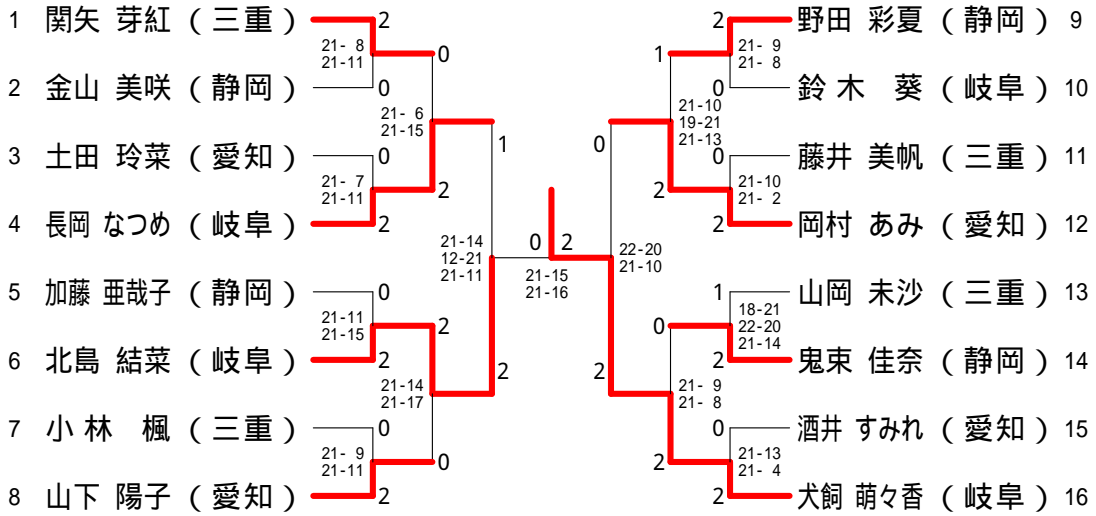 1 関矢 芽紅 (三重) 2 2 野田 彩夏 (静岡) 9
21- 8 0 1 21- 9
21-11 21- 8
2 金山 美咲 (静岡) 0 0 鈴木 葵 (岐阜) 10
21- 6 21-10
21-15 19-21
21-13
1 0
3 土田 玲菜 (愛知) 0 0 藤井 美帆 (三重) 11
21- 7 2 2 21-10
21-11 21- 2
4 長岡 なつめ (岐阜) 2 2 岡村 あみ (愛知) 12
21-14 0 2 22-20
12-21 21-10
21-11 21-15
21-16
5 加藤 亜哉子 (静岡) 0 1 山岡 未沙 (三重) 13
21-11 2 0 18-21
21-15 22-20
21-14
6 北島 結菜 (岐阜) 2 2 鬼束 佳奈 (静岡) 14
2 2
21-14 21- 9
21-17 21- 8
7 小林 楓 (三重) 0 0 酒井 すみれ (愛知) 15
21- 9 0 2 21-13
21-11 21- 4
8 山下 陽子 (愛知) 2 2 犬飼 萌々香 (岐阜) 16